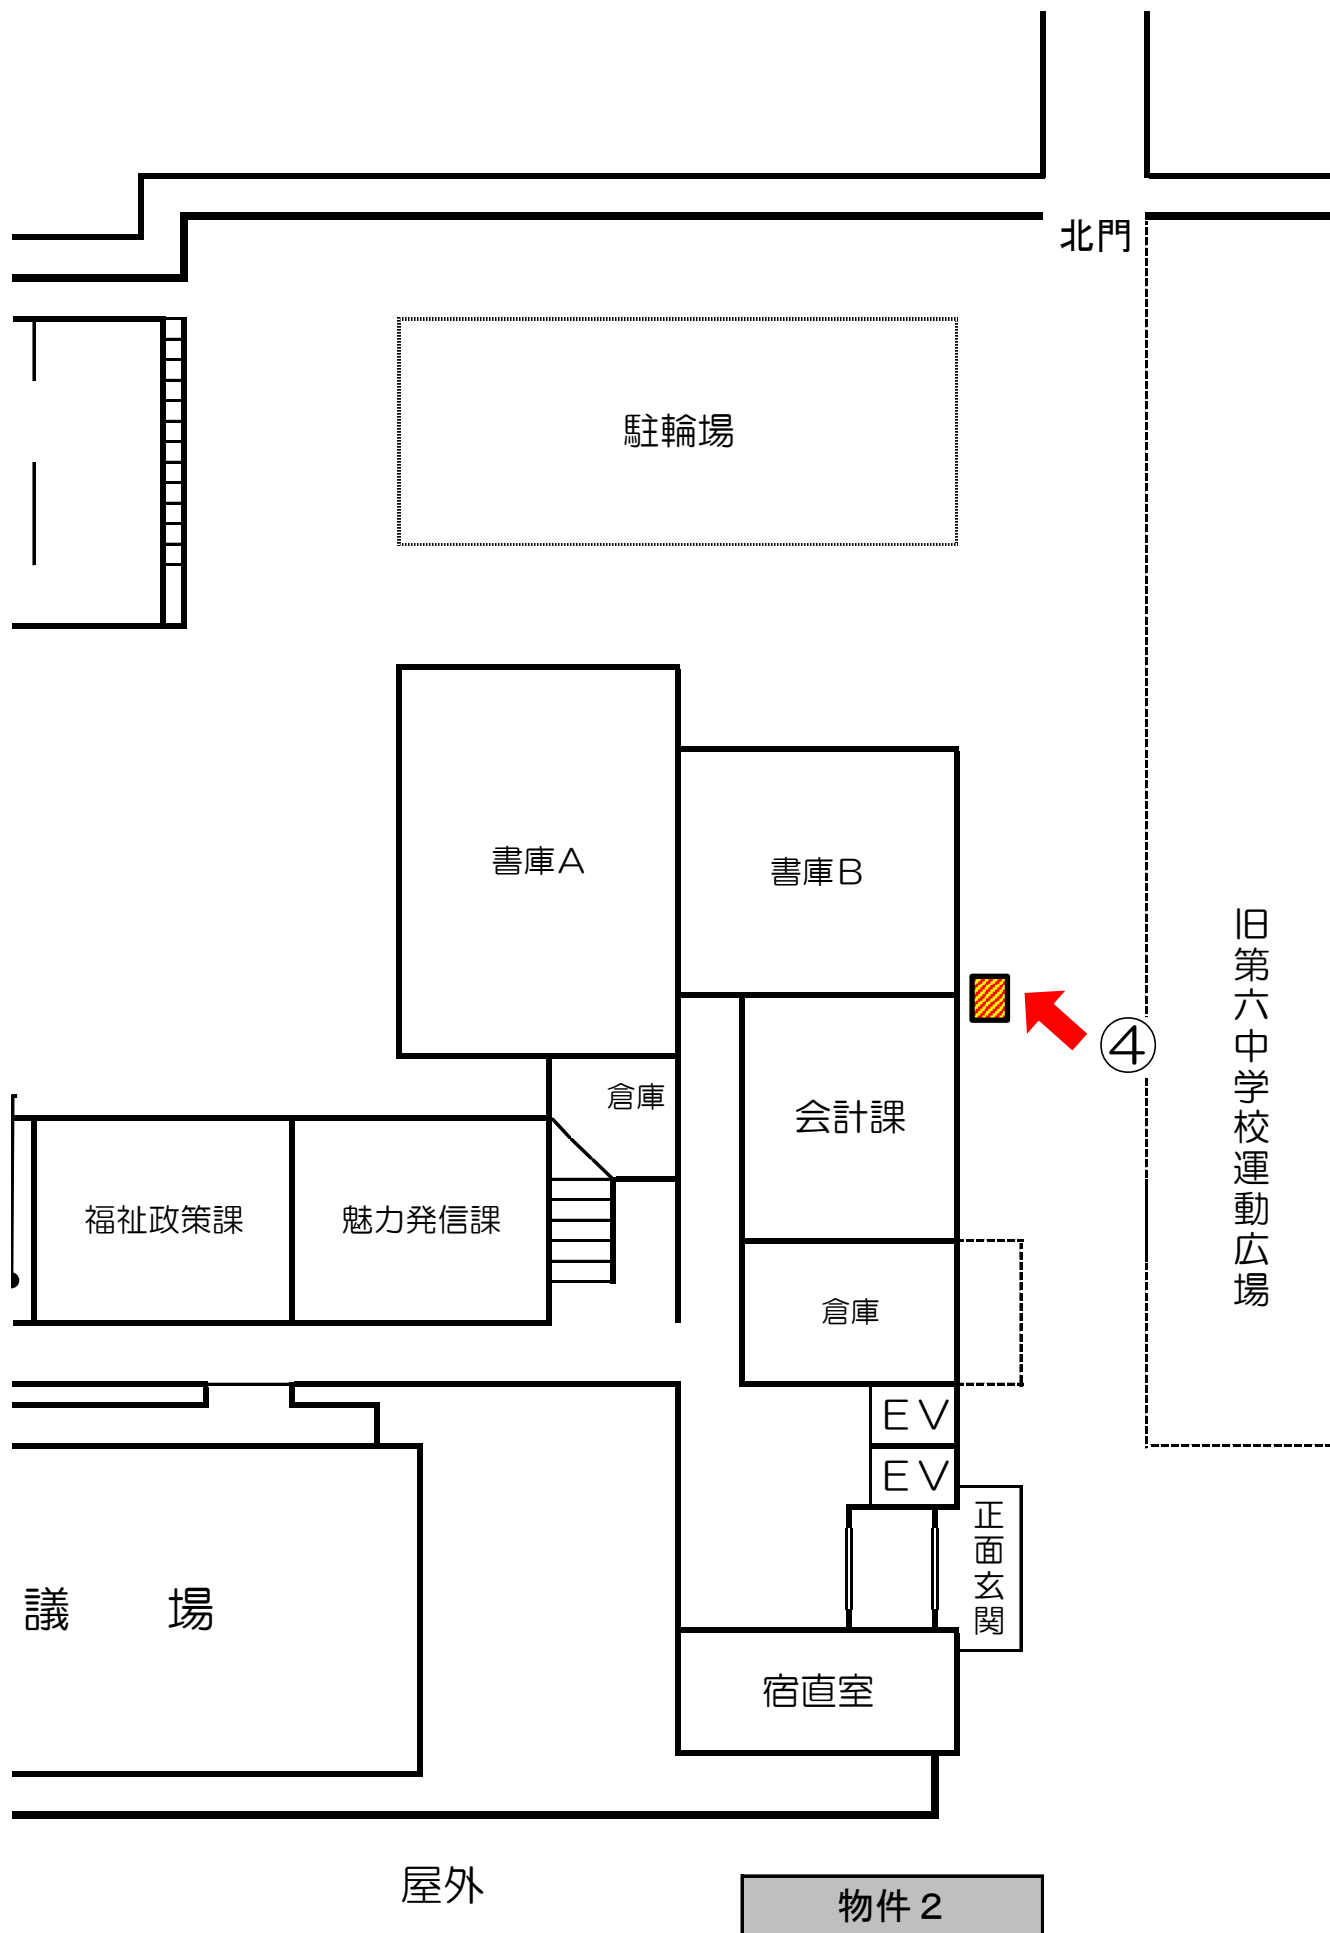 北門
駐輪場
書庫A
書庫B
旧第六中学校運動広場
④
倉庫
会計課
福祉政策課
魅力発信課
倉庫
EV
EV
正面玄関
議　場
宿直室
屋外
物件２